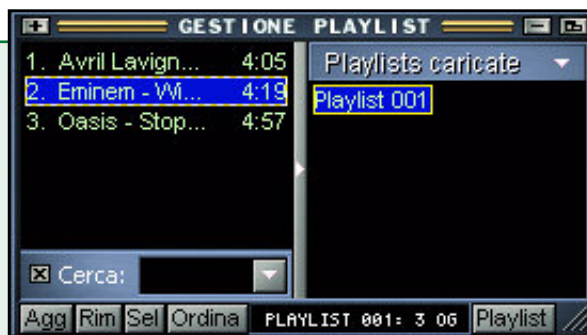 GESTIONE PLAYLIST
1. Avril Lavign... 4:05
2. Eminem - Wi... 4:19
3. Oasis - Stop... 4:57
Playlists caricate
Playlist 001
Cerca:
Agg Rim Sel Ordina PLAYLIST 001: 3 OG Playlist